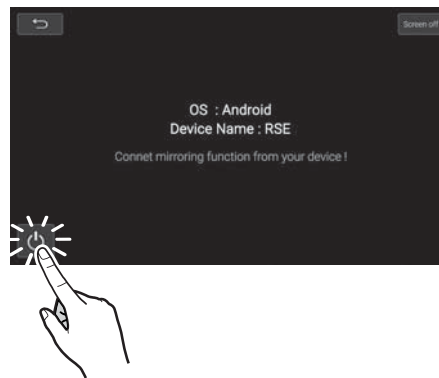 Screen off
OS : Android
Device Name : RSE
Connet mirroring function from your device !